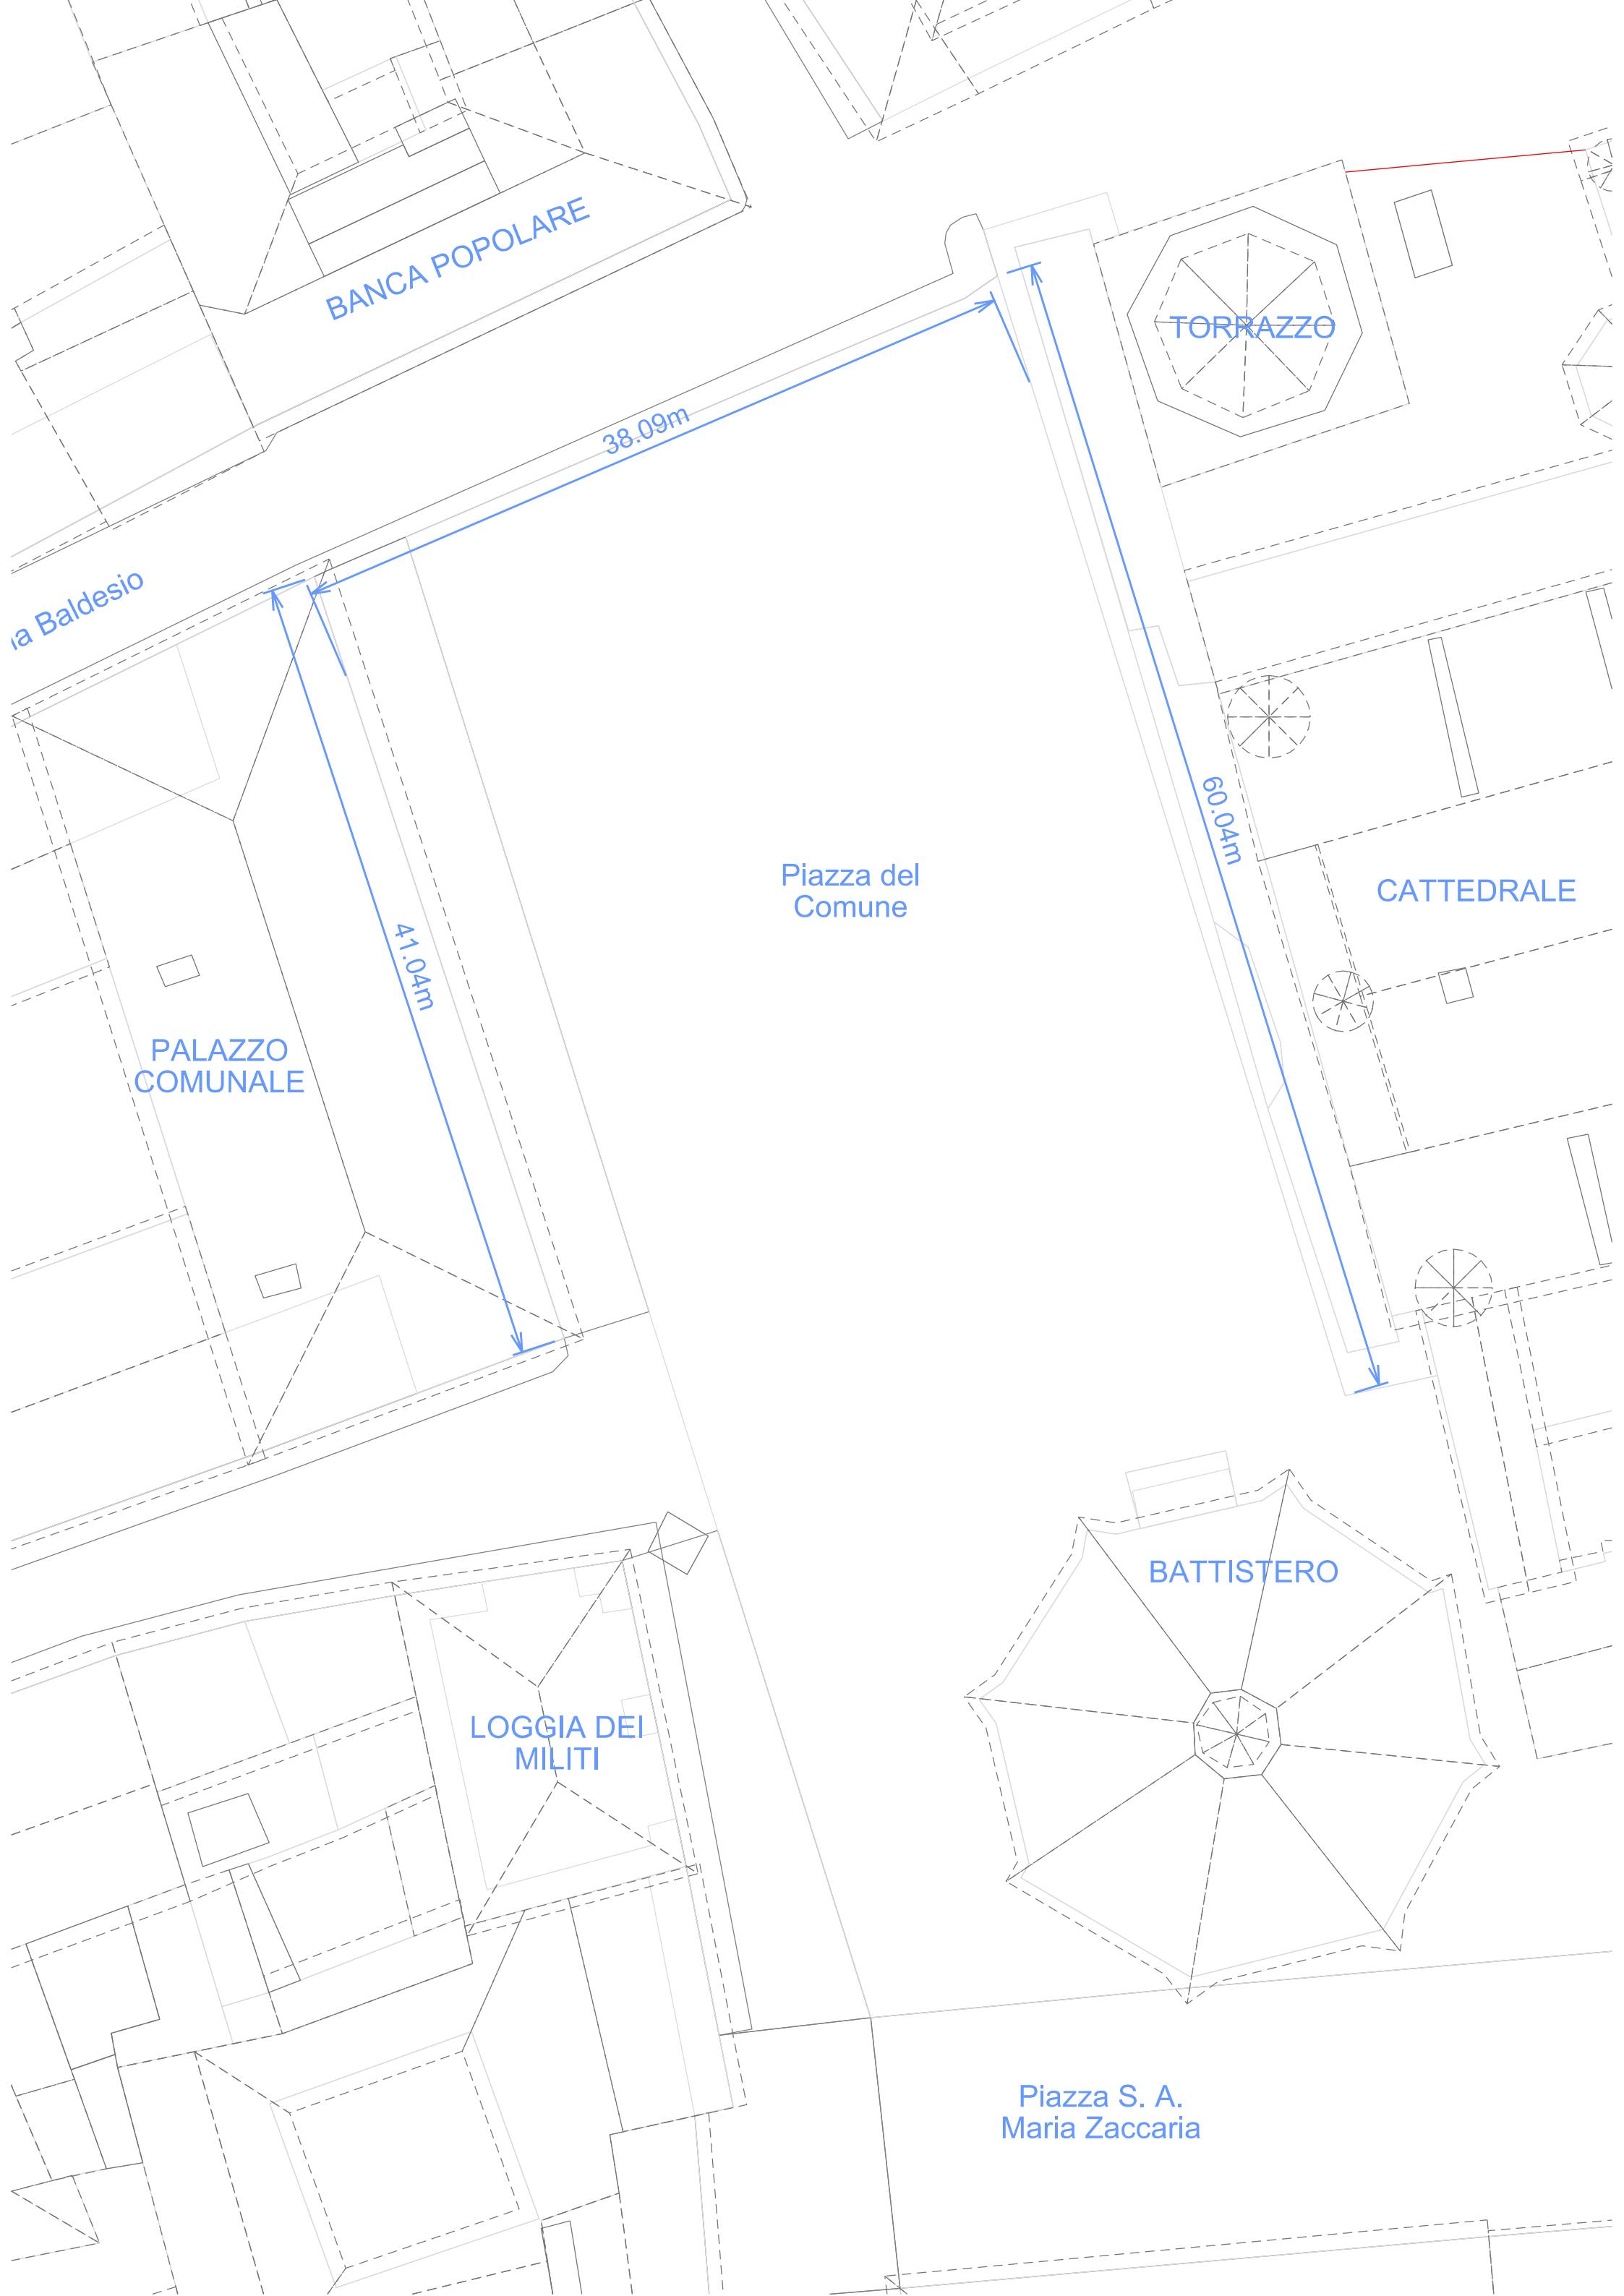 BANCA POPOLARE
TORRAZZO
38.09m
Baldesio
60.04m
Piazza del
Comune
CATTEDRALE
41.04m
PALAZZO
COMUNALE
BATTISTERO
LOGGIA DEI
MILITI
Piazza S. A.
Maria Zaccaria